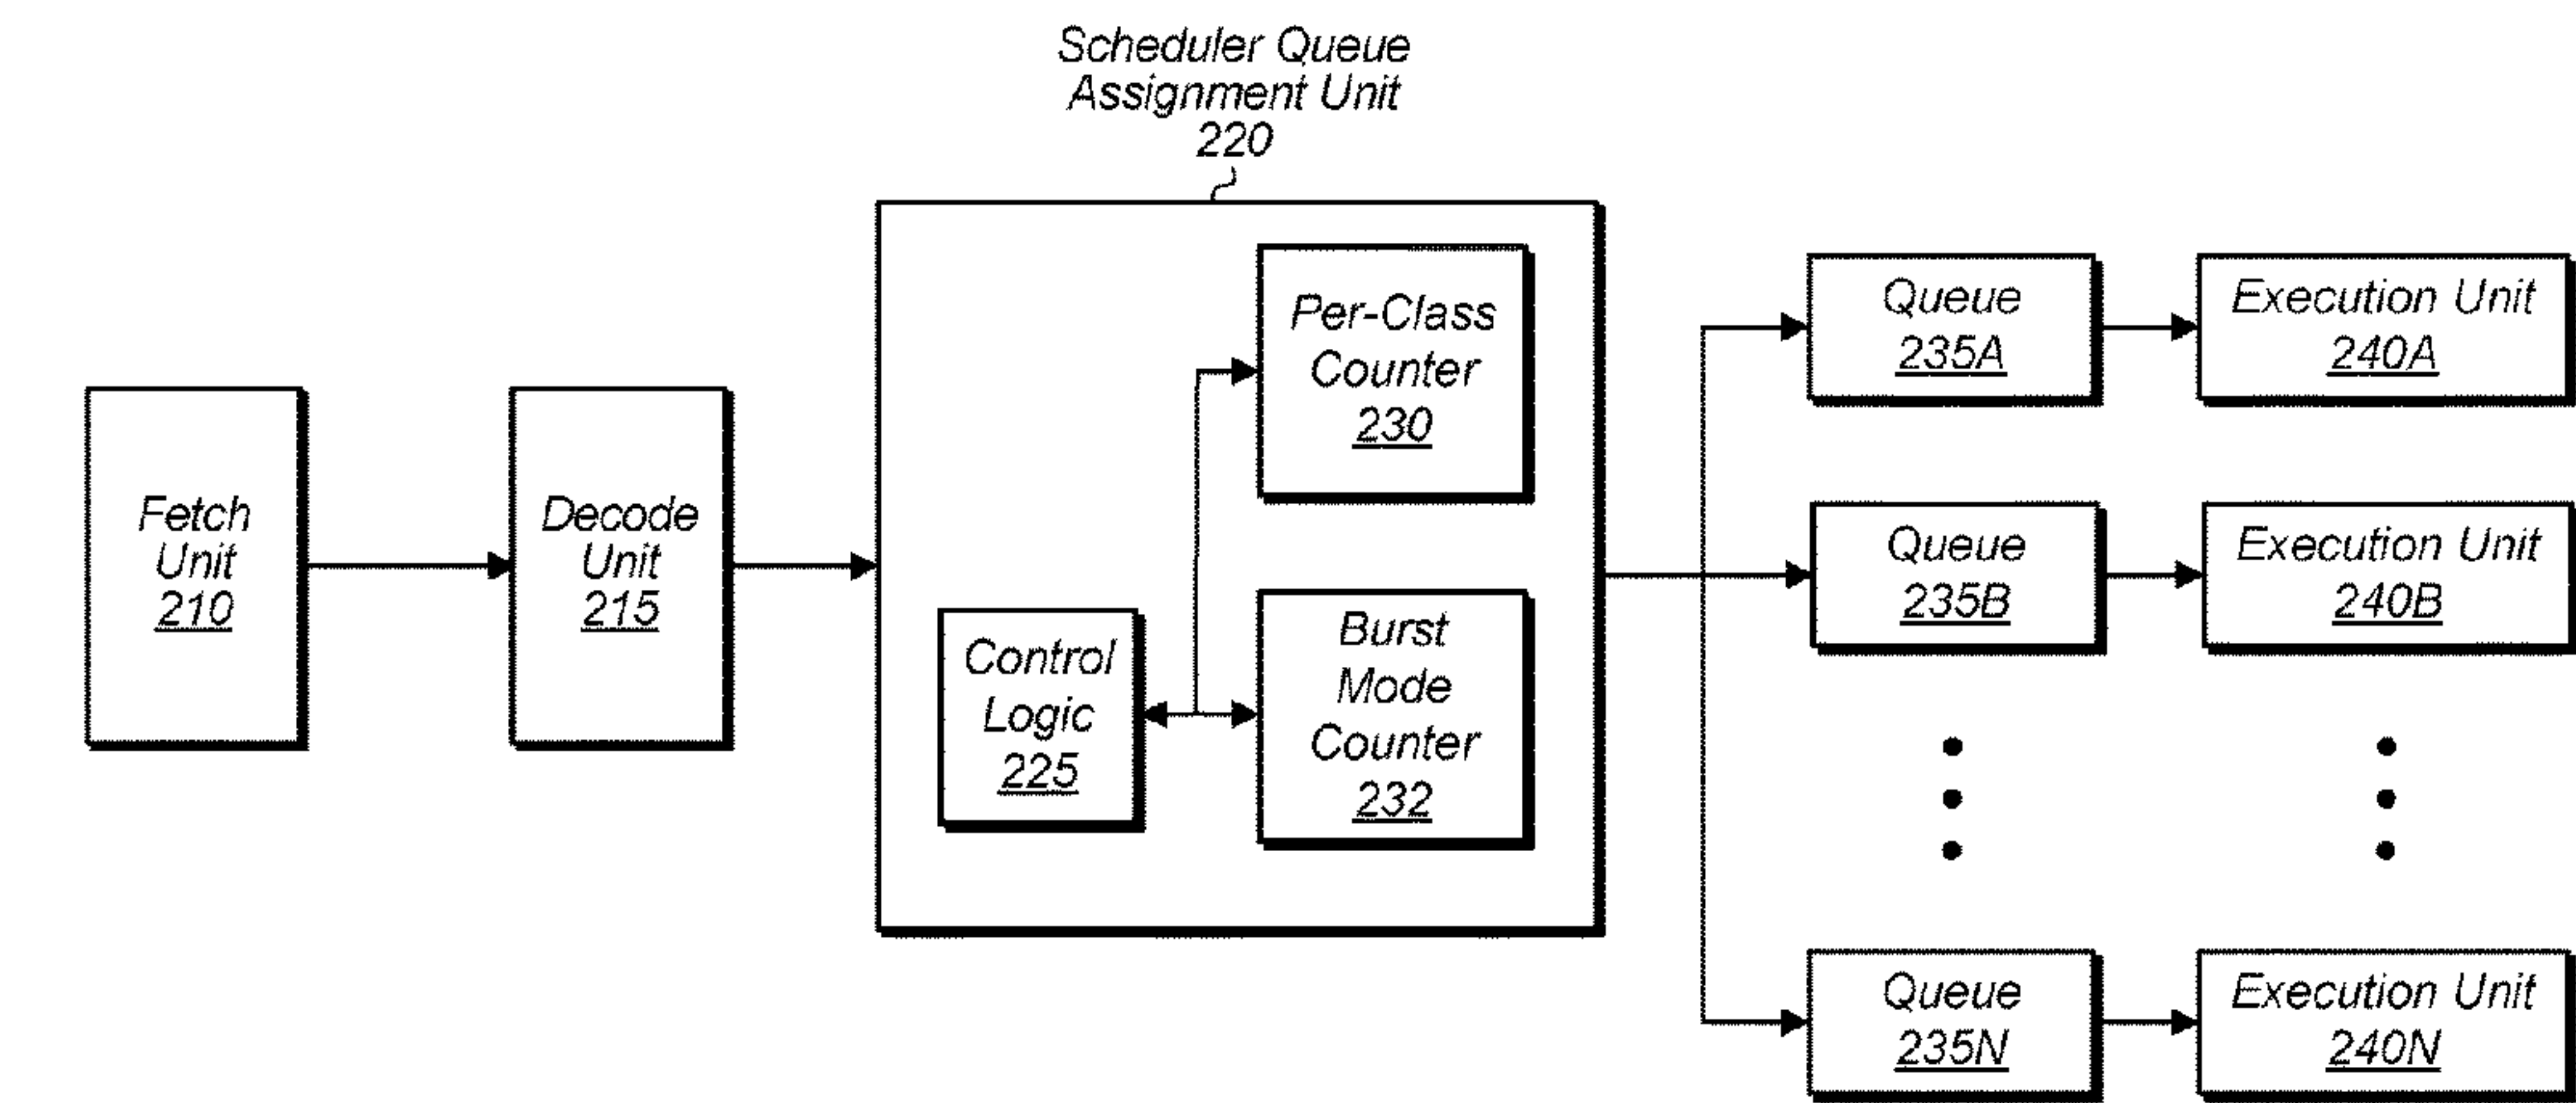 Scheduler Queue
Assignment Unit
220
Fetch
Unit
210
Decode
Unit
215
Control
Logic
225
Per-Class
Counter
230
Burst
Mode
Counter
232
Queue
235A
Execution Unit
240A
Queue
235B
Execution Unit
240B
Queue
235N
Execution Unit
240N